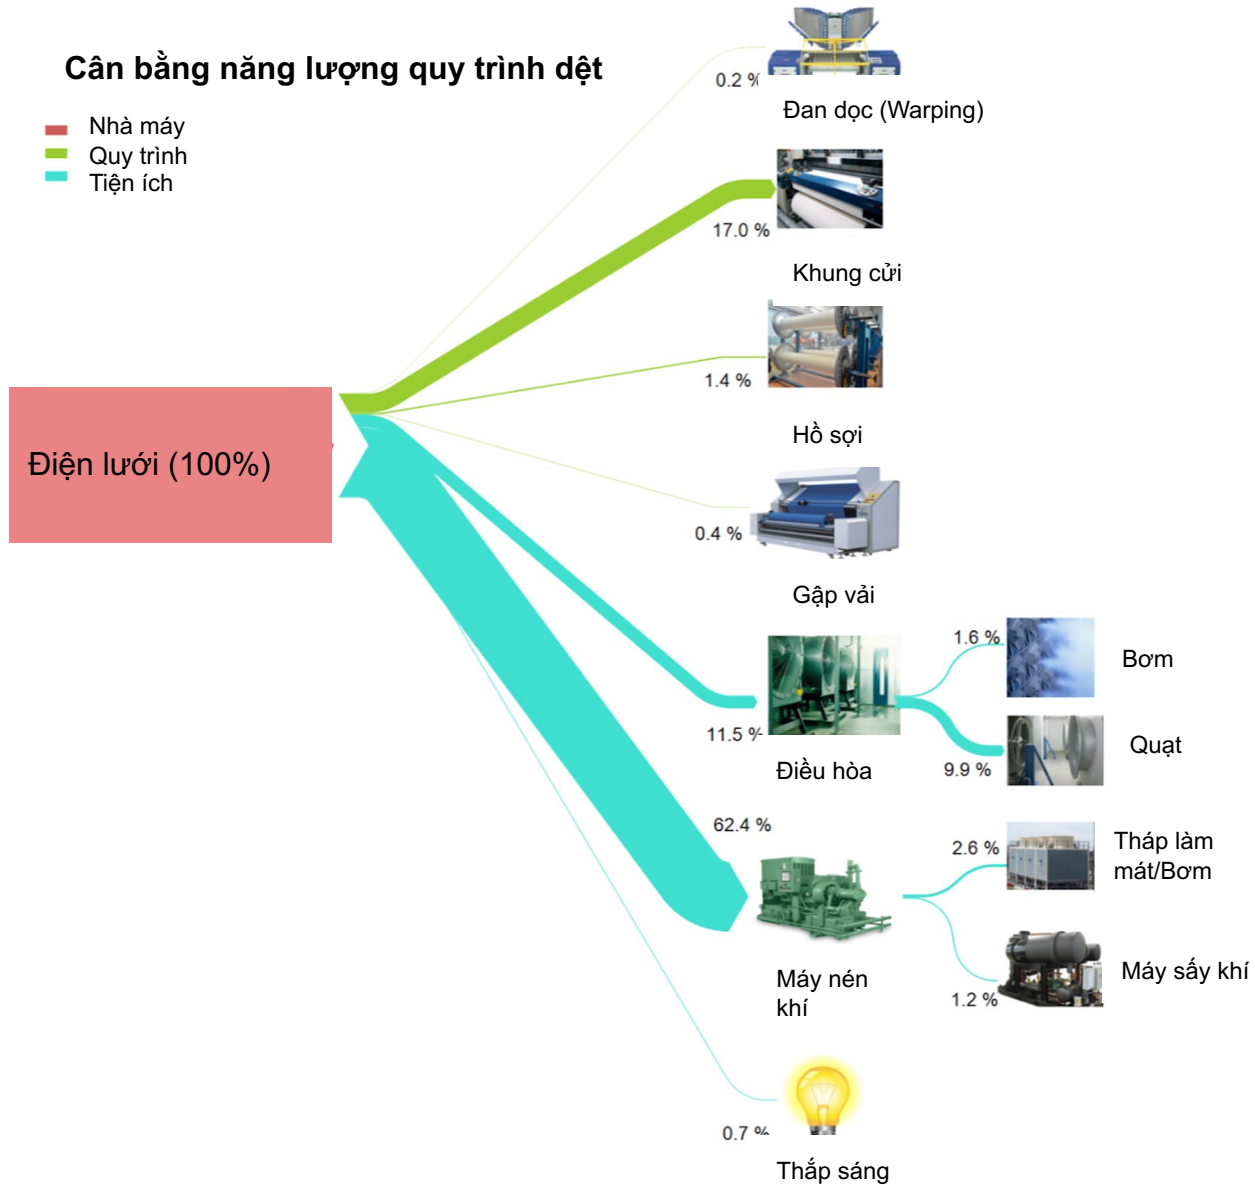 Cân bằng năng lượng quy trình dệt
Nhà máy
Quy trình
Tiện ích
0.2 %
Đan dọc (Warping)
17.0 %
Khung cửi
1.4 %
Hồ sợi
Điện lưới (100%)
0.4 %
Gập vải
1.6 %
Bơm
11.5 %
Điều hòa
9.9 %
Quạt
62.4 %
Máy nén
khí
2.6 %
Tháp làm
mát/Bơm
1.2 %
Máy sấy khí
0.7 %
Thắp sáng